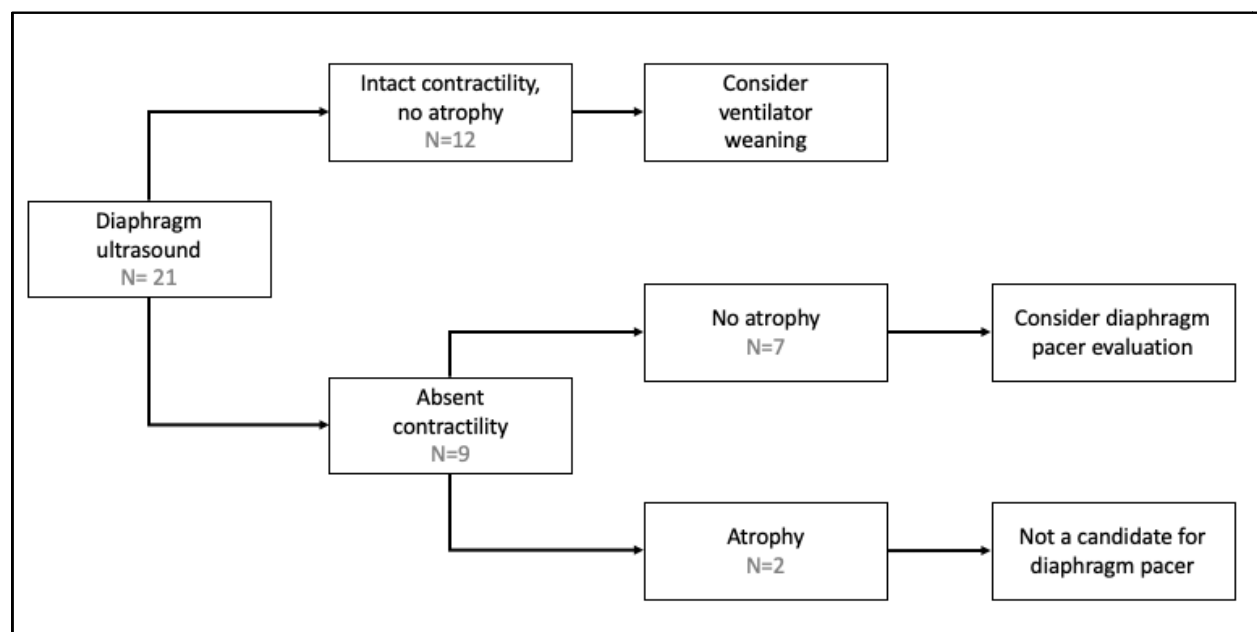 Intact contractility,
no atrophy
N=12
Consider
ventilator
weaning
Diaphragm
ultrasound
N= 21
No atrophy
N=7
Consider diaphragm
pacer evaluation
Absent
contractility
N=9
Atrophy
N=2
Not a candidate for
diaphragm pacer